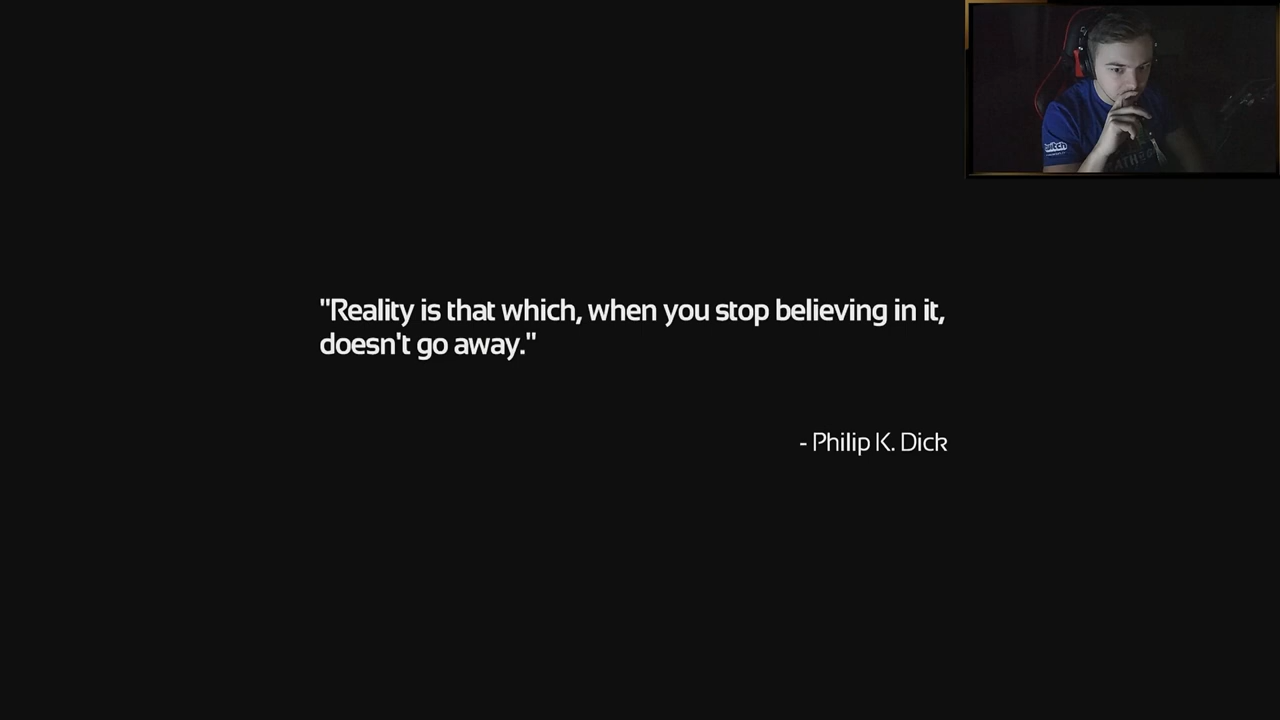 "Reality is that which, when you stop believing in it,
doesn't go away."
- Philip K. Dick